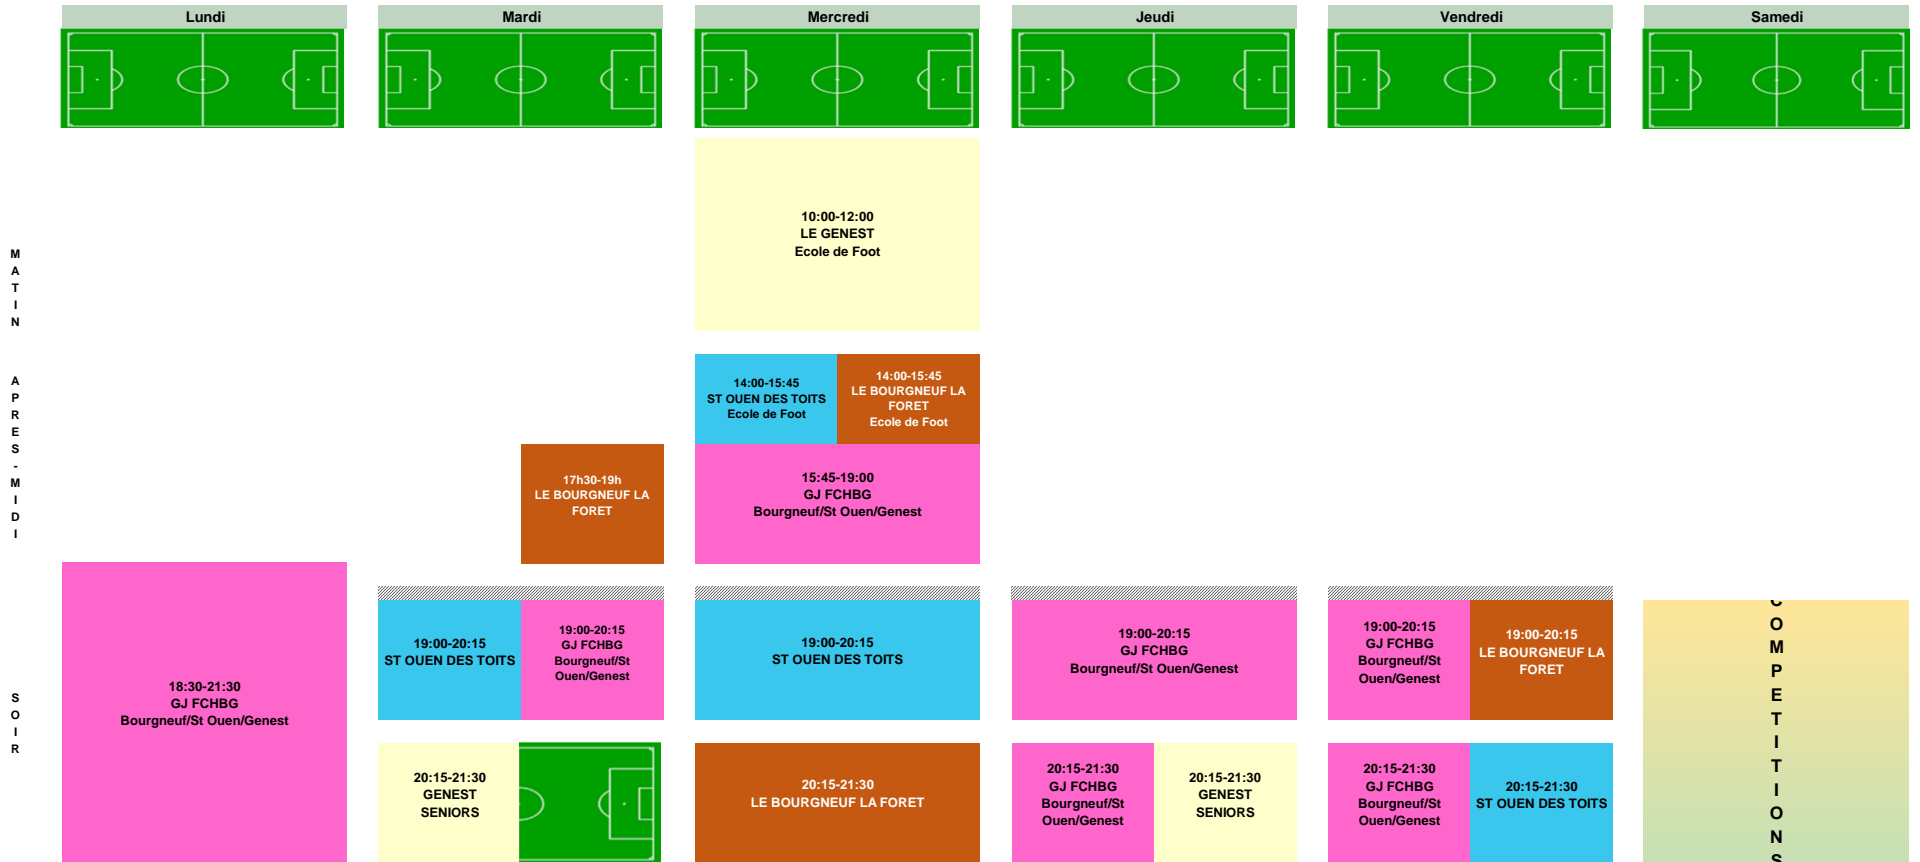 Lundi
Mardi
Mercredi
Jeudi
Vendredi
Samedi
MATIN
10:00-12:00
LE GENEST
Ecole de Foot
APRES-MIDI
14:00-15:45
ST OUEN DES TOITS
Ecole de Foot
14:00-15:45
LE BOURGNEUF LA
FORET
Ecole de Foot
17h30-19h
LE BOURGNEUF LA
FORET
15:45-19:00
GJ FCHBG
Bourgneuf/St Ouen/Genest
SOIR
18:30-21:30
GJ FCHBG
Bourgneuf/St Ouen/Genest
19:00-20:15
ST OUEN DES TOITS
19:00-20:15
GJ FCHBG
Bourgneuf/St
Ouen/Genest
19:00-20:15
ST OUEN DES TOITS
19:00-20:15
GJ FCHBG
Bourgneuf/St Ouen/Genest
19:00-20:15
GJ FCHBG
Bourgneuf/St
Ouen/Genest
19:00-20:15
LE BOURGNEUF LA
FORET
COMPETITIONS
20:15-21:30
GENEST
SENIORS
20:15-21:30
LE BOURGNEUF LA FORET
20:15-21:30
GJ FCHBG
Bourgneuf/St
Ouen/Genest
20:15-21:30
GENEST
SENIORS
20:15-21:30
GJ FCHBG
Bourgneuf/St
Ouen/Genest
20:15-21:30
ST OUEN DES TOITS